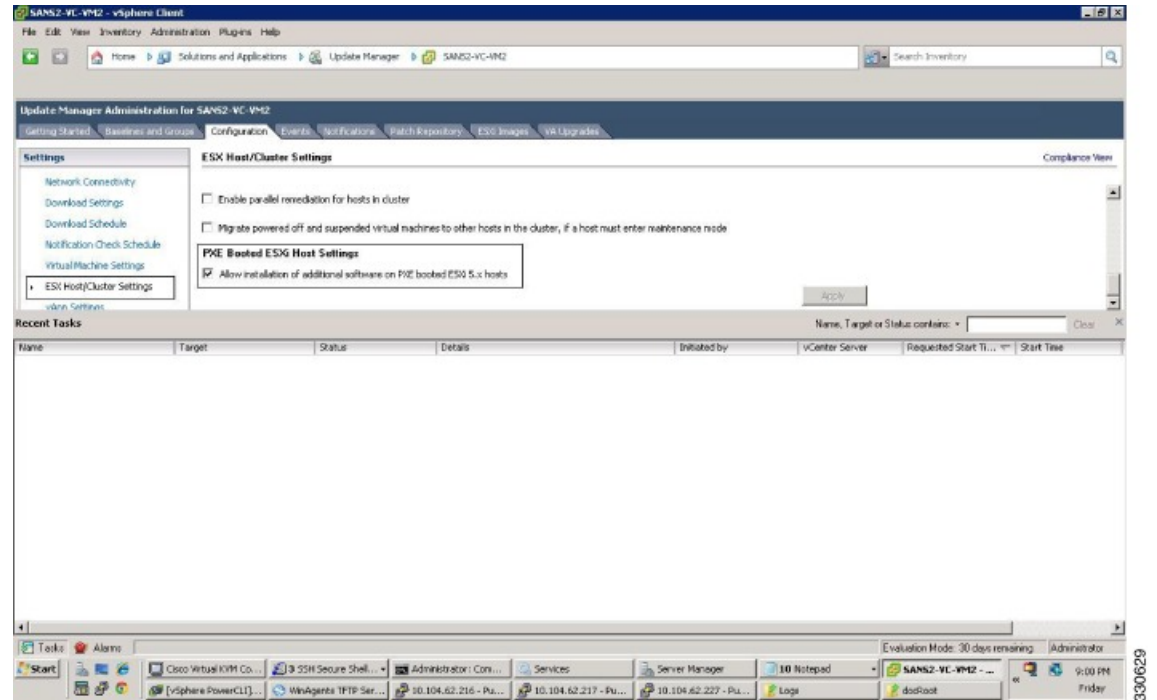 SANS2-VC-VM2 - vSphere Client
File Edit View Inventory Administration Plug-ins Help
Home Solutions and Applications Update Manager SANS2-VC-VM2 Search Inventory
Update Manager Administration for SANS2-VC-VM2
Getting Started Baselines and Groups Configuration Events Notifications Patch Repository ESXi Images VA Upgrades
Settings
ESX Host/Cluster Settings
Compliance View
Network Connectivity
Download Settings
Download Schedule
Notification Check Schedule
Virtual Machine Settings
ESX Host/Cluster Settings
vApp Settings
Enable parallel remediation for hosts in cluster
Migrate powered off and suspended virtual machines to other hosts in the cluster, if a host must enter maintenance mode
PXE Booted ESXi Host Settings
Allow installation of additional software on PXE booted ESXi 5.x hosts
Apply
Recent Tasks
Name, Target or Status contains: Clear
Name Target Status Details Initiated by vCenter Server Requested Start Ti... Start Time
Tasks Alarms
Evaluation Mode: 30 days remaining Administrator
Start Cisco Virtual KVM Co... 3 SSH Secure Shel... Administrator: Com... Services Server Manager 10 Notepad SANS2-VC-VM2 - ... 9:00 PM
[vSphere PowerCLI]... WinAgents TFTP Ser... 10.104.62.216 - Pu... 10.104.62.217 - Pu... 10.104.62.227 - Pu... Logs docRoot Friday
330629